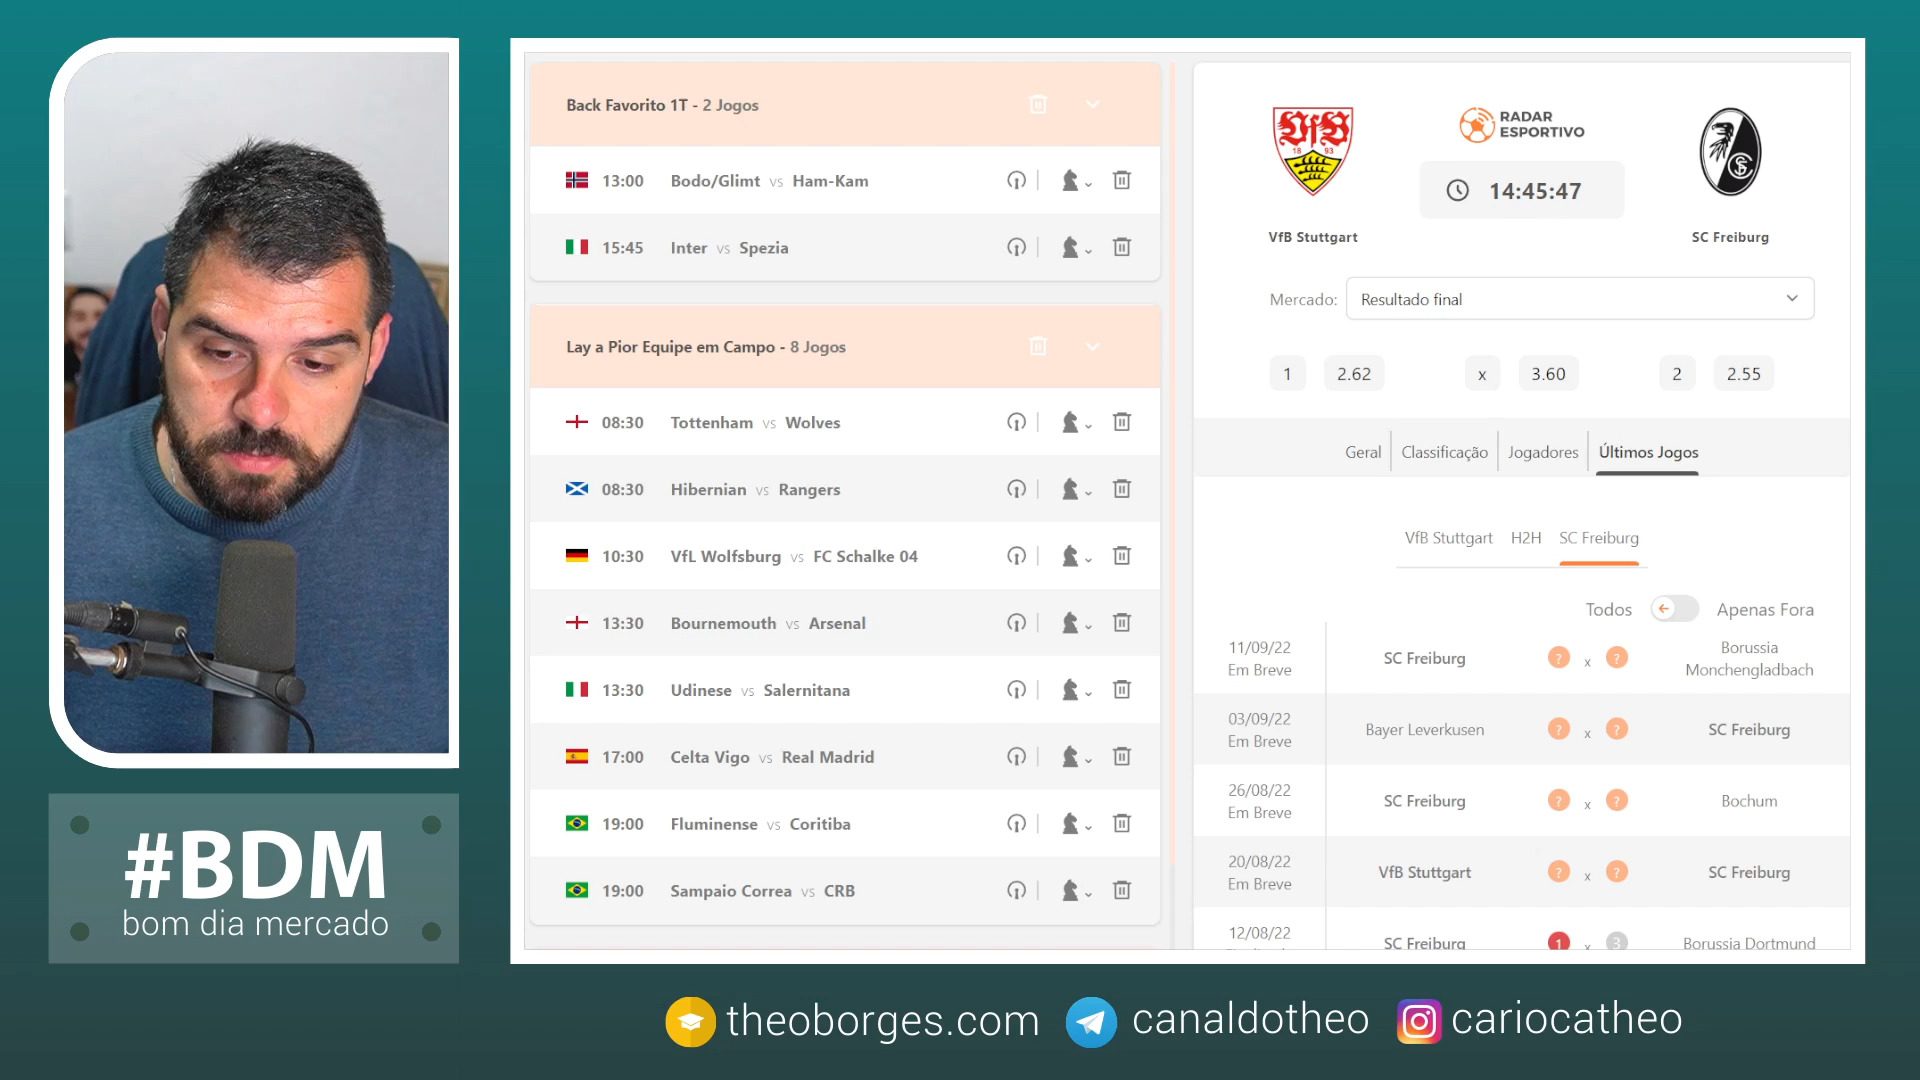 Back Favorito 1T - 2 Jogos
13:00 Bodo/Glimt vs Ham-Kam
15:45 Inter vs Spezia
Lay a Pior Equipe em Campo - 8 Jogos
08:30 Tottenham vs Wolves
08:30 Hibernian vs Rangers
10:30 VfL Wolfsburg vs FC Schalke 04
13:30 Bournemouth vs Arsenal
13:30 Udinese vs Salernitana
17:00 Celta Vigo vs Real Madrid
19:00 Fluminense vs Coritiba
19:00 Sampaio Correa vs CRB
VfB
18 93
RADAR
ESPORTIVO
14:45:47
VfB Stuttgart
SC Freiburg
Mercado: Resultado final
1 2.62 x 3.60 2 2.55
Geral Classificação Jogadores Últimos Jogos
VfB Stuttgart H2H SC Freiburg
Todos Apenas Fora
11/09/22
Em Breve
SC Freiburg ? x ? Borussia
Monchengladbach
03/09/22
Em Breve
Bayer Leverkusen ? x ? SC Freiburg
26/08/22
Em Breve
SC Freiburg ? x ? Bochum
20/08/22
Em Breve
VfB Stuttgart ? x ? SC Freiburg
12/08/22
SC Freiburg 1 x 3 Borussia Dortmund
#BDM
bom dia mercado
theoborges.com canaldotheo cariocatheo